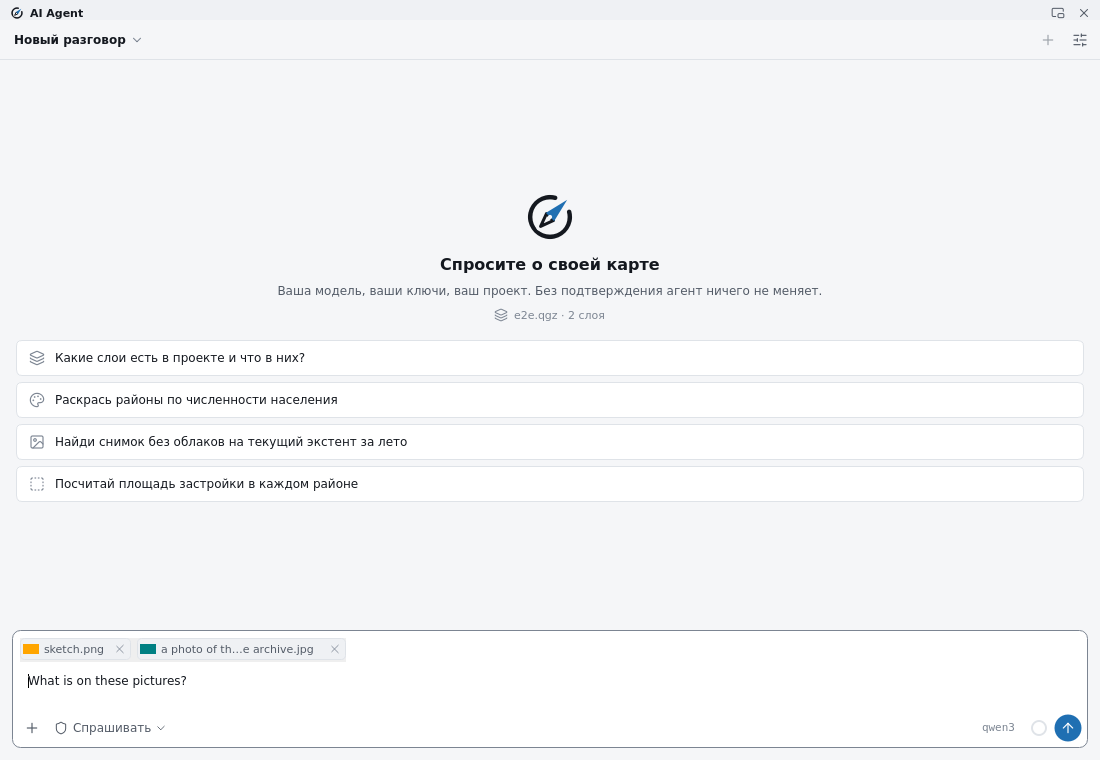 AI Agent
Новый разговор
Спросите о своей карте
Ваша модель, ваши ключи, ваш проект. Без подтверждения агент ничего не меняет.
e2e.qgz · 2 слоя
Какие слои есть в проекте и что в них?
Раскрась районы по численности населения
Найди снимок без облаков на текущий экстент за лето
Посчитай площадь застройки в каждом районе
sketch.png a photo of th…e archive.jpg
What is on these pictures?
Спрашивать qwen3